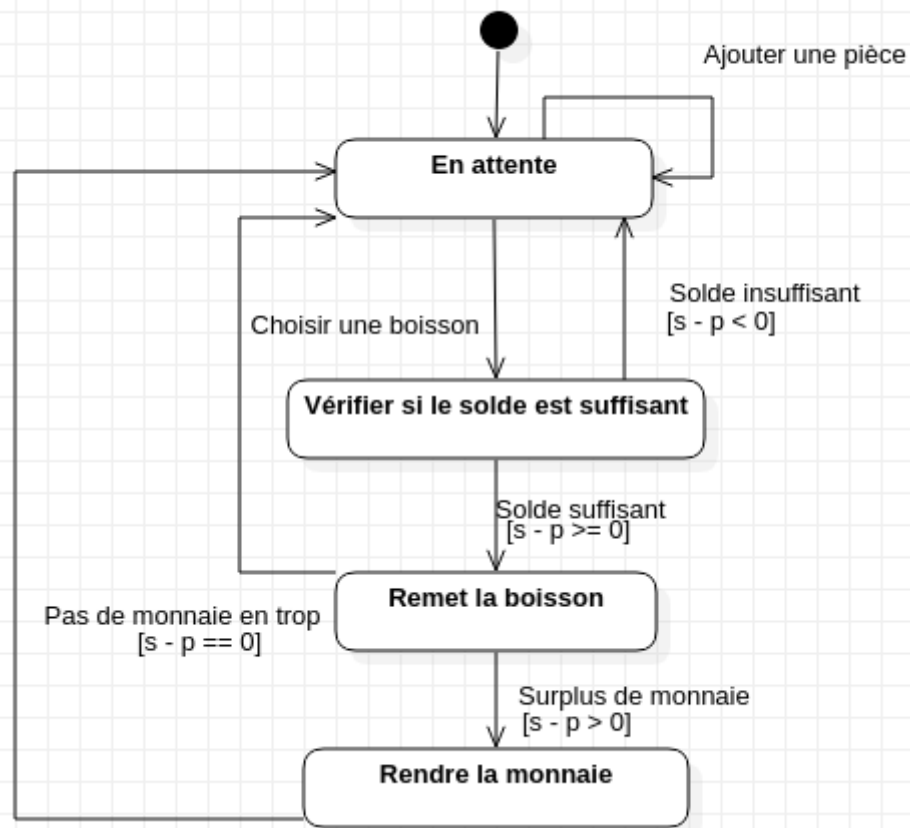 Ajouter une pièce
En attente
Solde insuffisant
[s - p < 0]
Choisir une boisson
Vérifier si le solde est suffisant
Solde suffisant
[s - p >= 0]
Remet la boisson
Pas de monnaie en trop
[s - p == 0]
Surplus de monnaie
[s - p > 0]
Rendre la monnaie